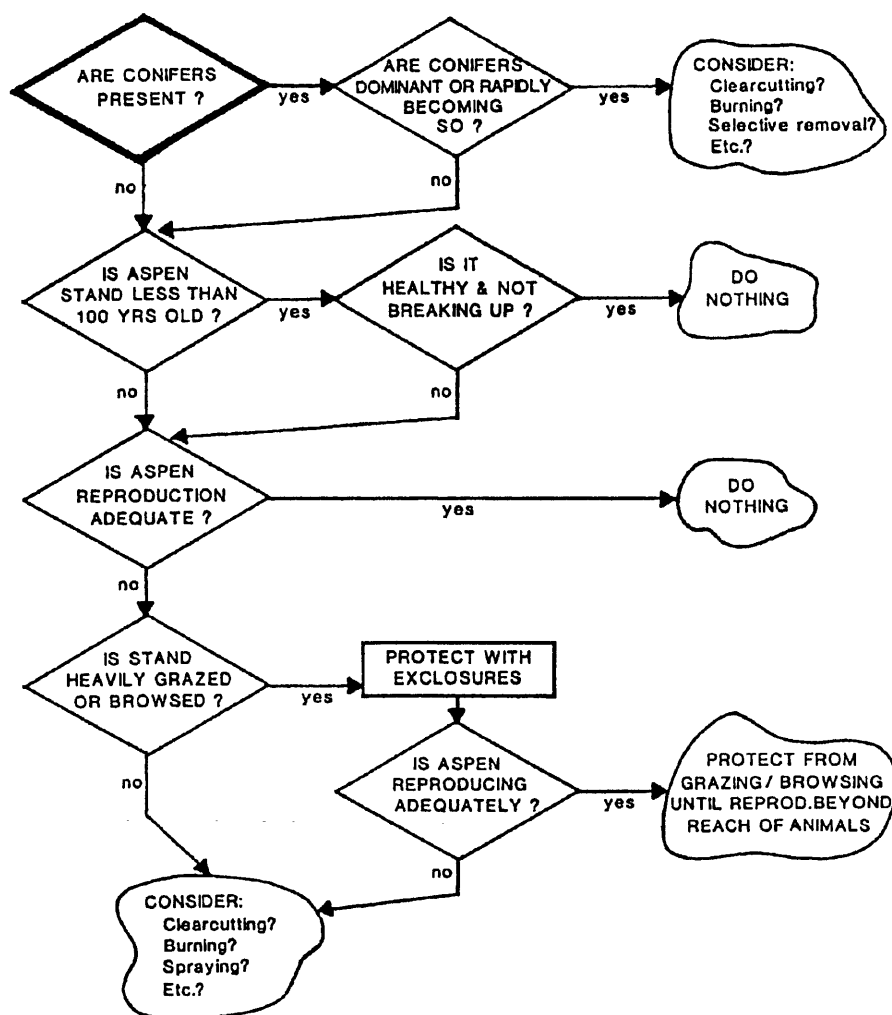 ARE CONIFERS
PRESENT ?
yes
ARE CONIFERS
DOMINANT OR RAPIDLY
BECOMING
SO ?
yes
CONSIDER:
Clearcutting?
Burning?
Selective removal?
Etc.?
no
no
IS ASPEN
STAND LESS THAN
100 YRS OLD ?
yes
IS IT
HEALTHY & NOT
BREAKING UP ?
yes
DO
NOTHING
no
no
IS ASPEN
REPRODUCTION
ADEQUATE ?
yes
DO
NOTHING
no
IS STAND
HEAVILY GRAZED
OR BROWSED ?
yes
PROTECT WITH
EXCLOSURES
IS ASPEN
REPRODUCING
ADEQUATELY ?
yes
PROTECT FROM
GRAZING/ BROWSING
UNTIL REPROD.BEYOND
REACH OF ANIMALS
no
no
CONSIDER:
Clearcutting?
Burning?
Spraying?
Etc.?